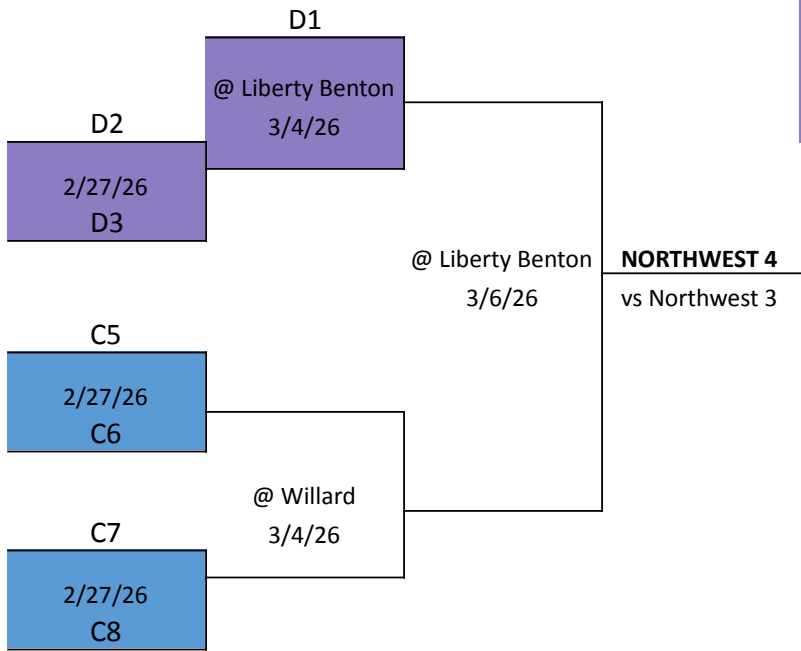 D1
@ Liberty Benton
3/4/26
D2
2/27/26
D3
@ Liberty Benton
3/6/26
NORTHWEST 4
vs Northwest 3
C5
2/27/26
C6
@ Willard
3/4/26
C7
2/27/26
C8